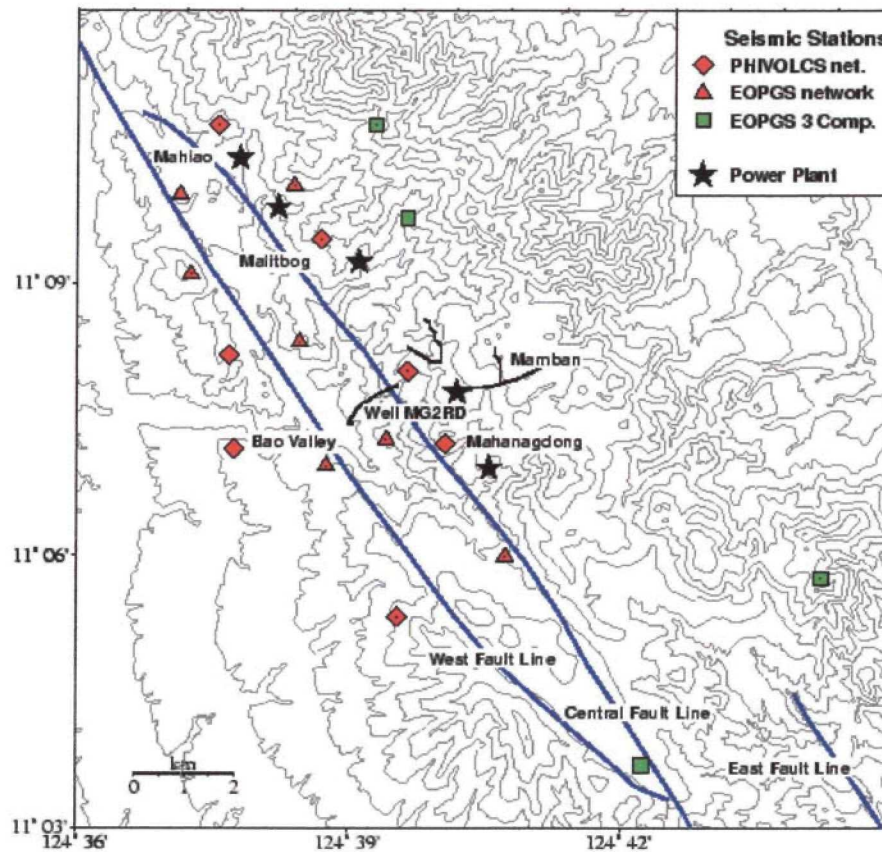 Seismic Stations
PHIVOLCS net.
EOPGS network
EOPGS 3 Comp.
Power Plant
Mahiao
Malitbog
11° 09'
Mamban
Well MG2RD
Bao Valley
Mahanagdong
11° 06'
West Fault Line
Central Fault Line
East Fault Line
km
0 1 2
11° 03'
124° 36' 124° 39' 124° 42'